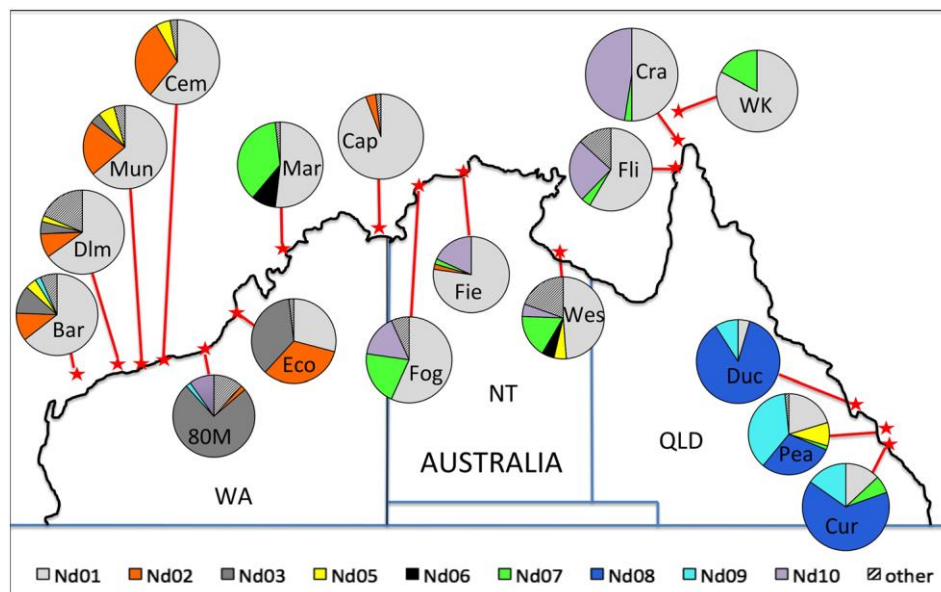 Cem
Cra
WK
Mun
Mar
Cap
Fli
Dlm
Bar
Fie
Wes
Eco
Fog
Duc
80M
NT
QLD
Pea
AUSTRALIA
WA
Cur
Nd01 Nd02 Nd03 Nd05 Nd06 Nd07 Nd08 Nd09 Nd10 other